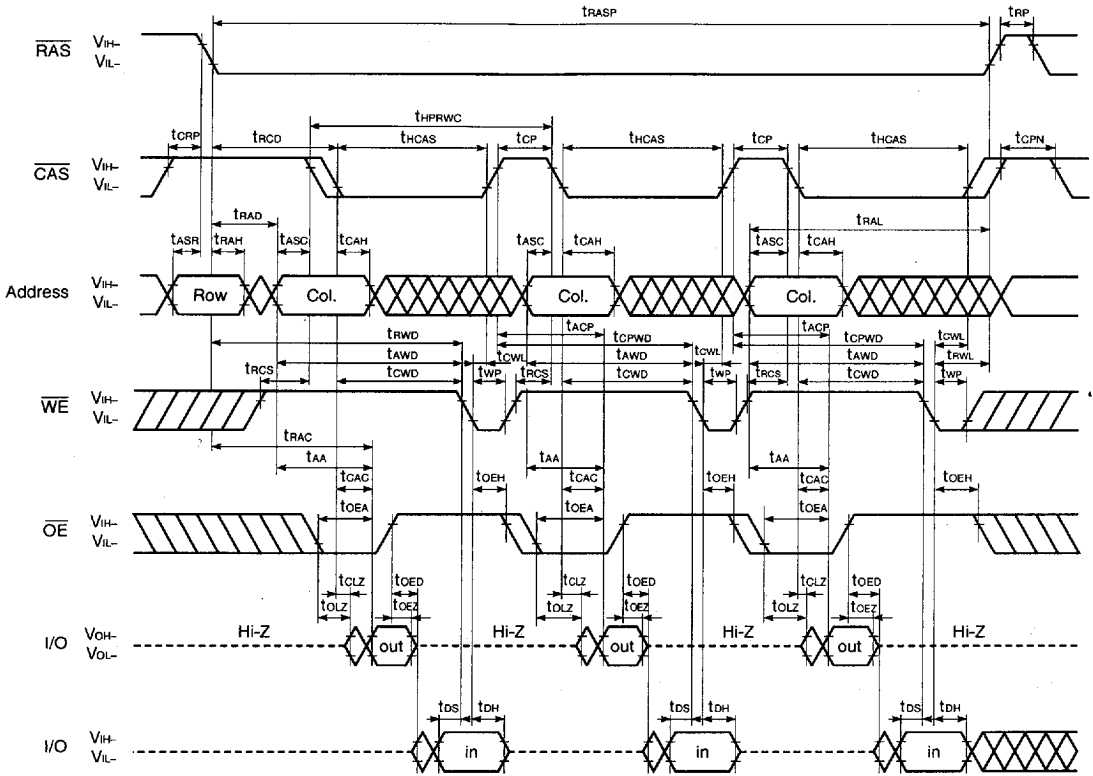 tRASP tRP
RAS VIH–
VIL–
tHPRWC
tCRP tRCD tHCAS tCP tHCAS tCP tHCAS tCPN
CAS VIH–
VIL–
tRAD tRAL
tASR tRAH tASC tCAH tASC tCAH tASC tCAH
Address VIH–
VIL–
Row Col. Col. Col.
tACP tACP
tRWD tCPWD tCPWD tCWL
tAWD tCWL tAWD tCWL tAWD tRWL
tRCS tCWD tWP tRCS tCWD tWP tRCS tCWD tWP
WE VIH–
VIL–
tRAC
tAA tAA tAA
tCAC tOEH tCAC tOEH tCAC tOEH
tOEA tOEA tOEA
OE VIH–
VIL–
tCLZ tOED tCLZ tOED tCLZ tOED
tOLZ tOEZ tOLZ tOEZ tOLZ tOEZ
I/O VOH–
VOL–
Hi-Z out Hi-Z out Hi-Z out Hi-Z
tDS tDH tDS tDH tDS tDH
I/O VIH–
VIL–
in in in